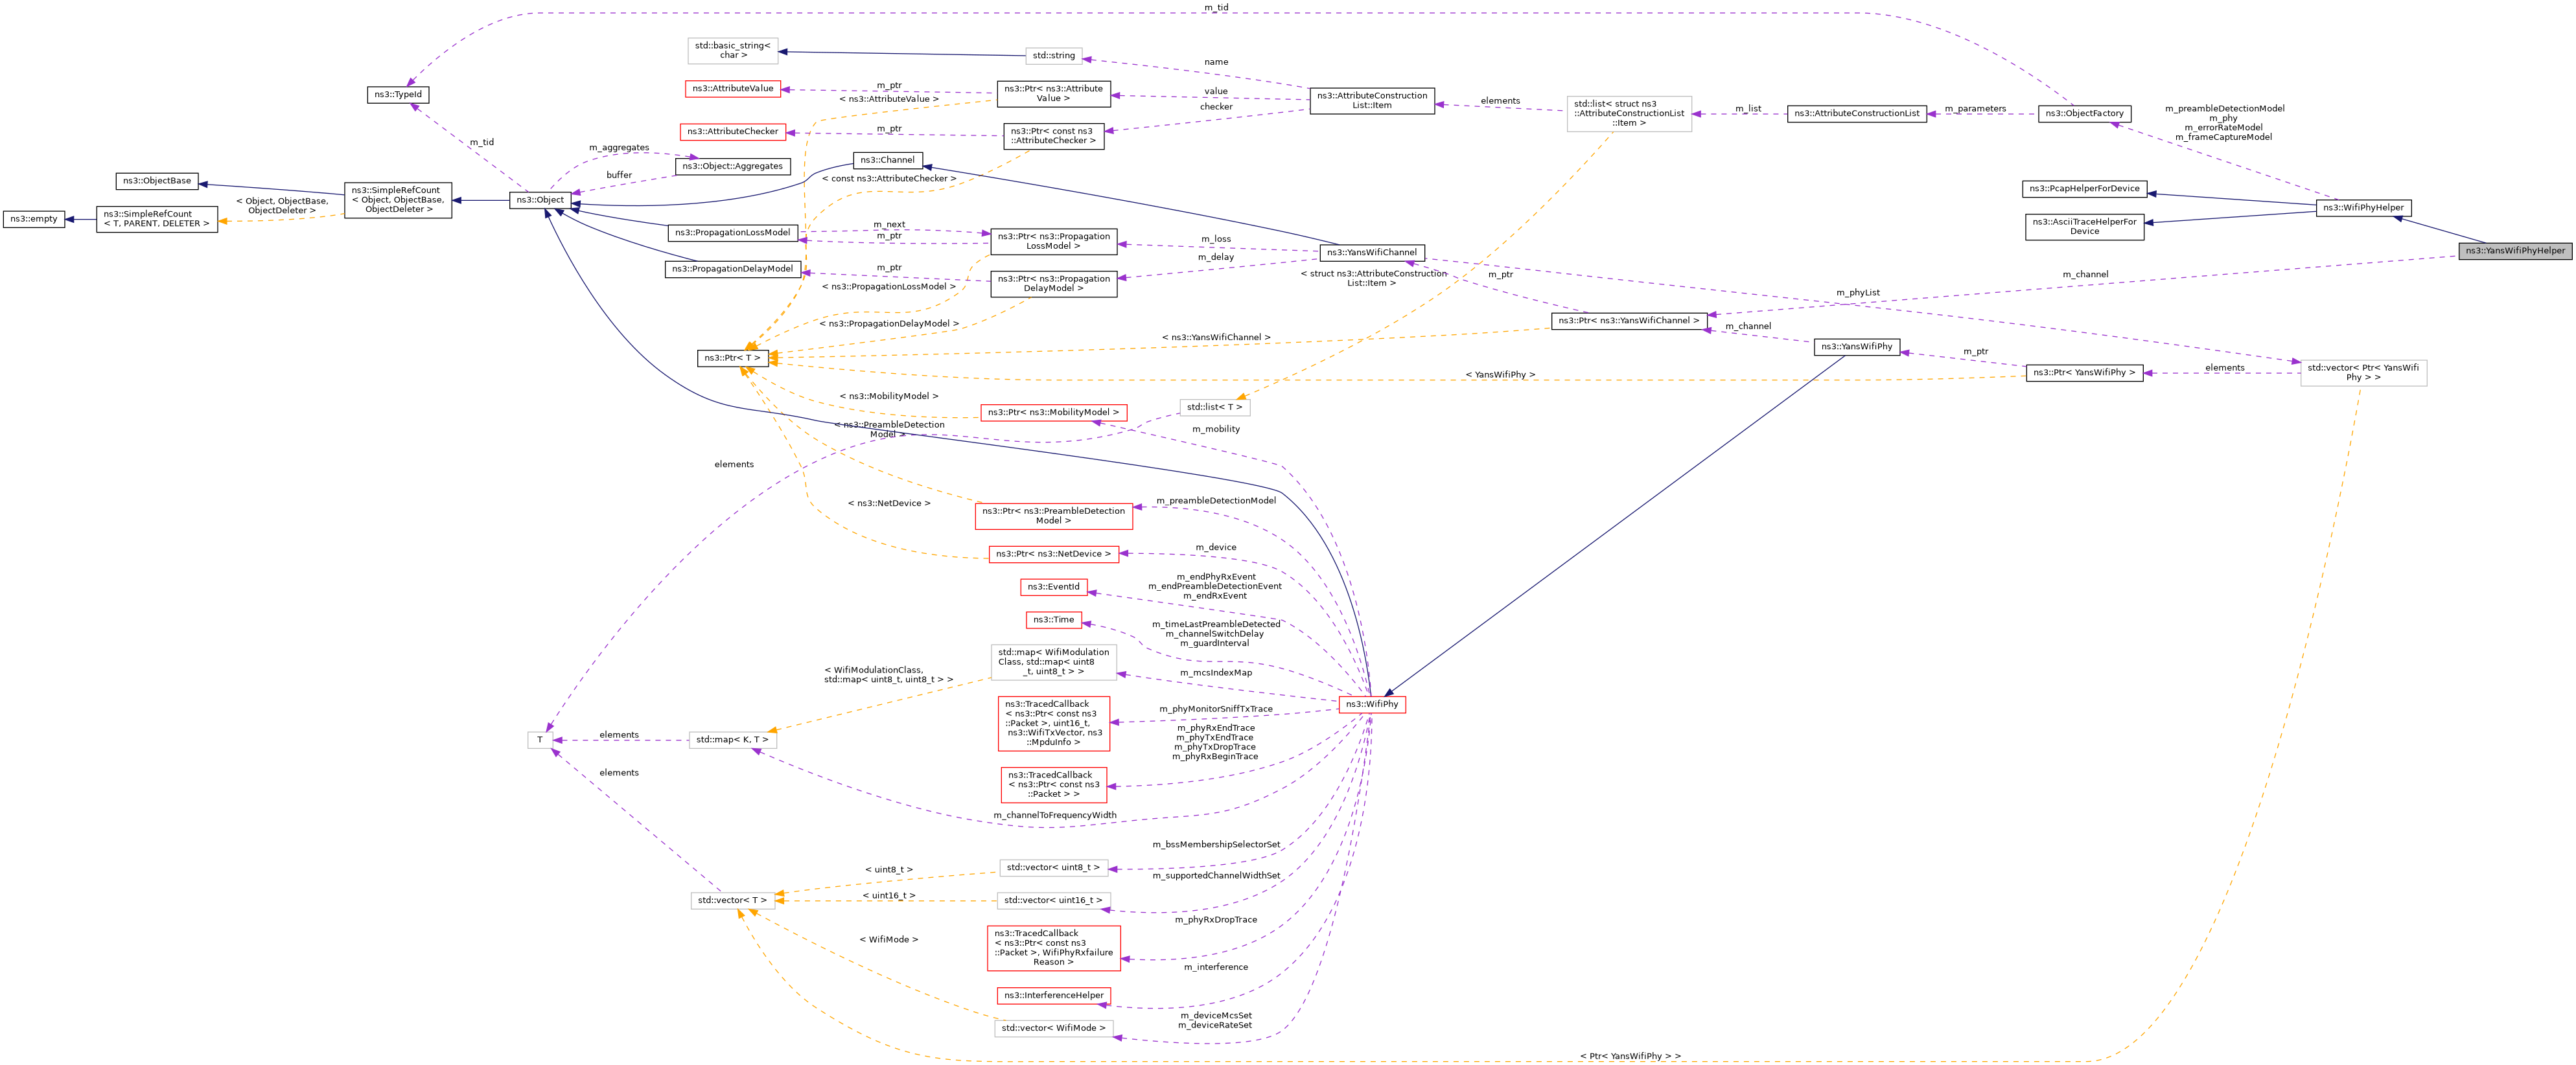 m_tid
std::basic_string<
char >
std::string
name
ns3::AttributeValue
m_ptr
< ns3::AttributeValue >
ns3::Ptr< ns3::Attribute
Value >
value
checker
ns3::AttributeConstruction
List::Item
elements
std::list< struct ns3
::AttributeConstructionList
::Item >
m_list
ns3::AttributeConstructionList
m_parameters
ns3::ObjectFactory
m_preambleDetectionModel
m_phy
m_errorRateModel
m_frameCaptureModel
ns3::TypeId
m_tid
ns3::AttributeChecker
m_ptr
ns3::Ptr< const ns3
::AttributeChecker >
m_aggregates
ns3::Object::Aggregates
buffer
ns3::Channel
< const ns3::AttributeChecker >
ns3::ObjectBase
ns3::SimpleRefCount
< Object, ObjectBase,
ObjectDeleter >
ns3::Object
ns3::empty
ns3::SimpleRefCount
< T, PARENT, DELETER >
< Object, ObjectBase,
ObjectDeleter >
ns3::PcapHelperForDevice
ns3::AsciiTraceHelperFor
Device
ns3::WifiPhyHelper
ns3::YansWifiPhyHelper
ns3::PropagationLossModel
m_next
m_ptr
ns3::Ptr< ns3::Propagation
LossModel >
m_loss
m_delay
ns3::YansWifiChannel
ns3::PropagationDelayModel
m_ptr
ns3::Ptr< ns3::Propagation
DelayModel >
< ns3::PropagationLossModel >
< struct ns3::AttributeConstruction
List::Item >
m_ptr
m_channel
m_phyList
< ns3::PropagationDelayModel >
< ns3::YansWifiChannel >
ns3::Ptr< ns3::YansWifiChannel >
m_channel
ns3::YansWifiPhy
m_ptr
ns3::Ptr< YansWifiPhy >
elements
std::vector< Ptr< YansWifi
Phy > >
ns3::Ptr< T >
< YansWifiPhy >
< ns3::MobilityModel >
ns3::Ptr< ns3::MobilityModel >
std::list< T >
m_mobility
< ns3::PreambleDetection
Model >
elements
< ns3::NetDevice >
ns3::Ptr< ns3::PreambleDetection
Model >
m_preambleDetectionModel
ns3::Ptr< ns3::NetDevice >
m_device
ns3::EventId
m_endPhyRxEvent
m_endPreambleDetectionEvent
m_endRxEvent
ns3::Time
m_timeLastPreambleDetected
m_channelSwitchDelay
m_guardInterval
< WifiModulationClass,
std::map< uint8_t, uint8_t > >
std::map< WifiModulation
Class, std::map< uint8
_t, uint8_t > >
m_mcsIndexMap
ns3::WifiPhy
ns3::TracedCallback
< ns3::Ptr< const ns3
::Packet >, uint16_t,
ns3::WifiTxVector, ns3
::MpduInfo >
m_phyMonitorSniffTxTrace
m_phyRxEndTrace
m_phyTxEndTrace
m_phyTxDropTrace
m_phyRxBeginTrace
T
elements
std::map< K, T >
elements
ns3::TracedCallback
< ns3::Ptr< const ns3
::Packet > >
m_channelToFrequencyWidth
m_bssMembershipSelectorSet
std::vector< uint8_t >
< uint8_t >
m_supportedChannelWidthSet
std::vector< T >
< uint16_t >
std::vector< uint16_t >
m_phyRxDropTrace
< WifiMode >
ns3::TracedCallback
< ns3::Ptr< const ns3
::Packet >, WifiPhyRxfailure
Reason >
m_interference
ns3::InterferenceHelper
m_deviceMcsSet
m_deviceRateSet
std::vector< WifiMode >
< Ptr< YansWifiPhy > >